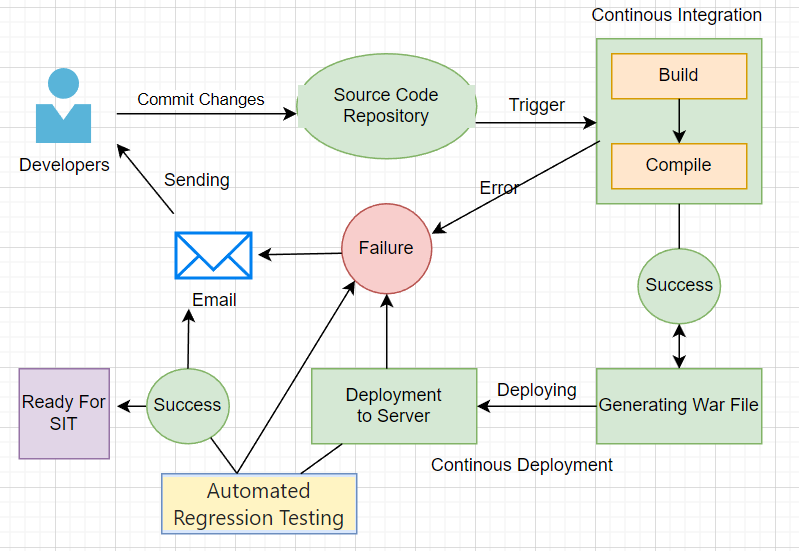 Continous Integration
Build
Commit Changes
Source Code
Repository
Trigger
Developers
Compile
Sending
Error
Failure
Email
Success
Ready For
SIT
Success
Deployment
to Server
Deploying
Generating War File
Continous Deployment
Automated
Regression Testing